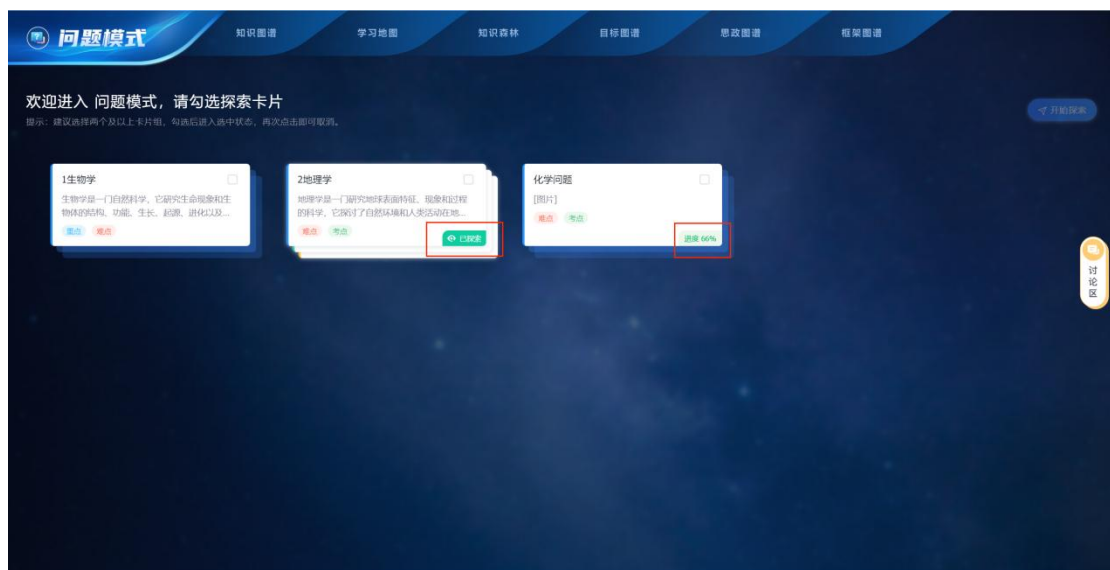 问题模式
知识图谱
学习地图
知识森林
目标图谱
思政图谱
框架图谱
欢迎进入 问题模式，请勾选探索卡片
提示：建议选择两个及以上卡片组，勾选后进入选中状态，再次点击即可取消。
开始探索
1生物学
生物学是一门自然科学，它研究生命现象和生
物体的结构、功能、生长、起源、进化以及...
重点 难点
2地理学
地理学是一门研究地球表面特征、现象和过程
的科学，它探讨了自然环境和人类活动在地...
难点 考点
已探索
化学问题
[图片]
难点 考点
进度 66%
讨论区